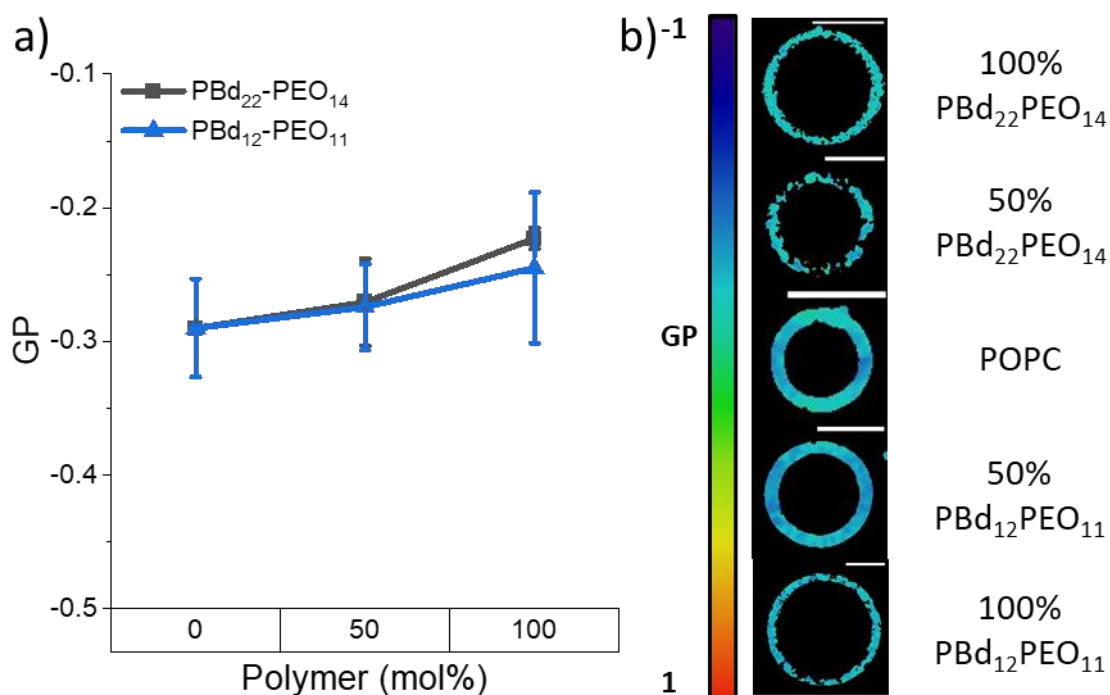 a)
-0.1
-0.2
-0.3
-0.4
-0.5
GP
PBd₂₂-PEO₁₄
PBd₁₂-PEO₁₁
0 50 100
Polymer (mol%)
b)
-1
GP
1
100%
PBd₂₂PEO₁₄
50%
PBd₂₂PEO₁₄
POPC
50%
PBd₁₂PEO₁₁
100%
PBd₁₂PEO₁₁